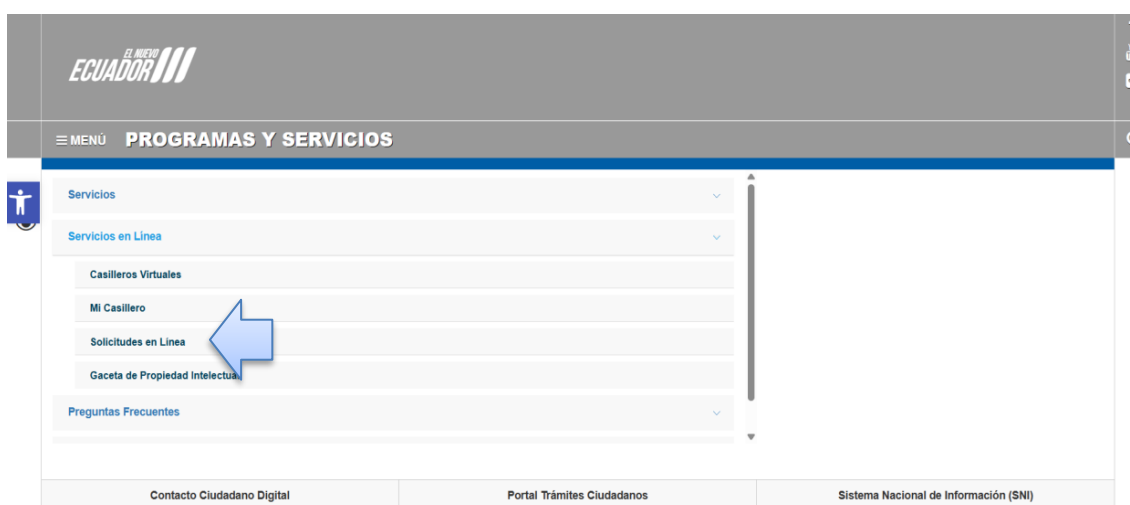 EL NUEVO
ECUADOR
MENÚ PROGRAMAS Y SERVICIOS
Servicios
Servicios en Linea
Casilleros Virtuales
Mi Casillero
Solicitudes en Linea
Gaceta de Propiedad Intelectual
Preguntas Frecuentes
Contacto Ciudadano Digital
Portal Trámites Ciudadanos
Sistema Nacional de Información (SNI)